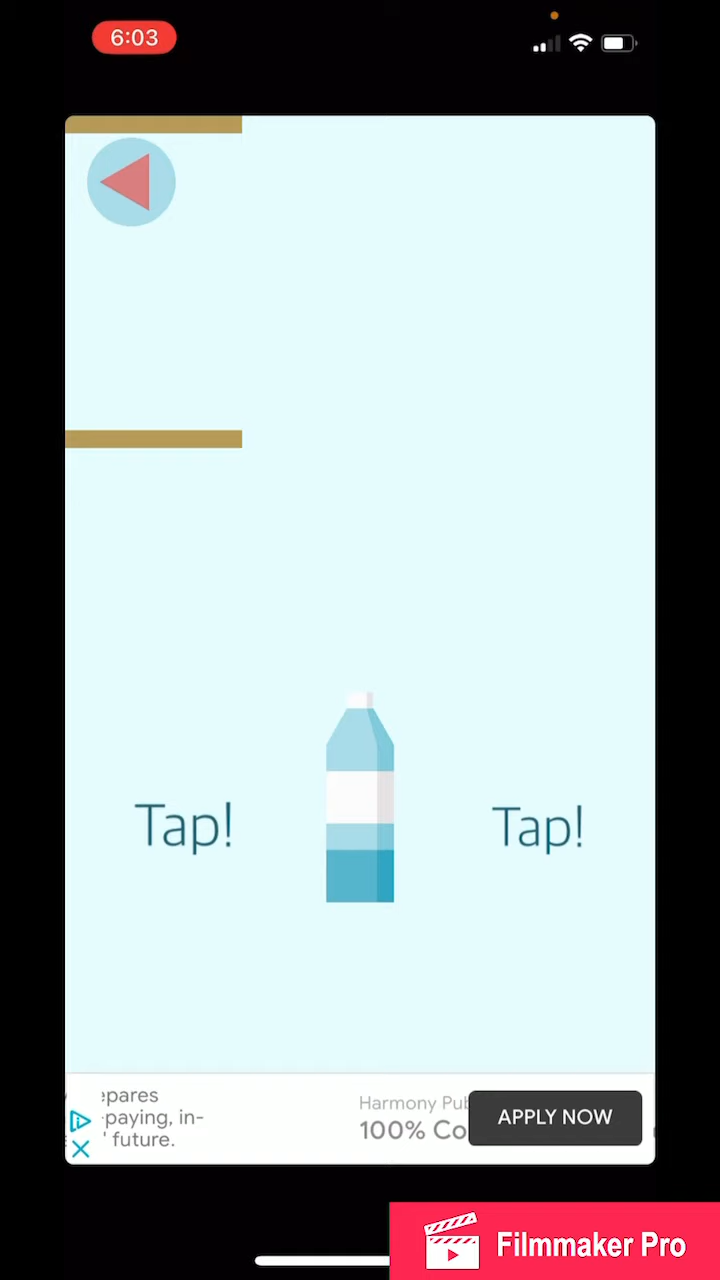 6:03
Tap!
Tap!
epares
-paying, in-
" future.
Harmony Pub
100% Co
APPLY NOW
Filmmaker Pro